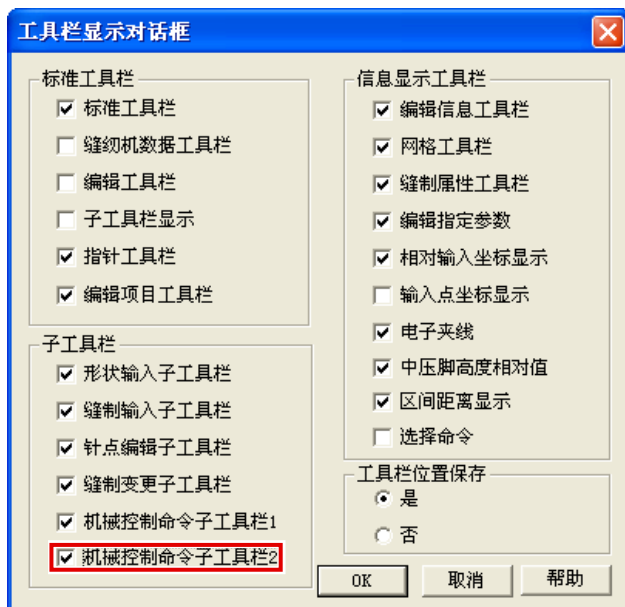 工具栏显示对话框
标准工具栏
标准工具栏
缝纫机数据工具栏
编辑工具栏
子工具栏显示
指针工具栏
编辑项目工具栏
子工具栏
形状输入子工具栏
缝制输入子工具栏
针点编辑子工具栏
缝制变更子工具栏
机械控制命令子工具栏1
机械控制命令子工具栏2
信息显示工具栏
编辑信息工具栏
网格工具栏
缝制属性工具栏
编辑指定参数
相对输入坐标显示
输入点坐标显示
电子夹线
中压脚高度相对值
区间距离显示
选择命令
工具栏位置保存
是
否
OK 取消 帮助